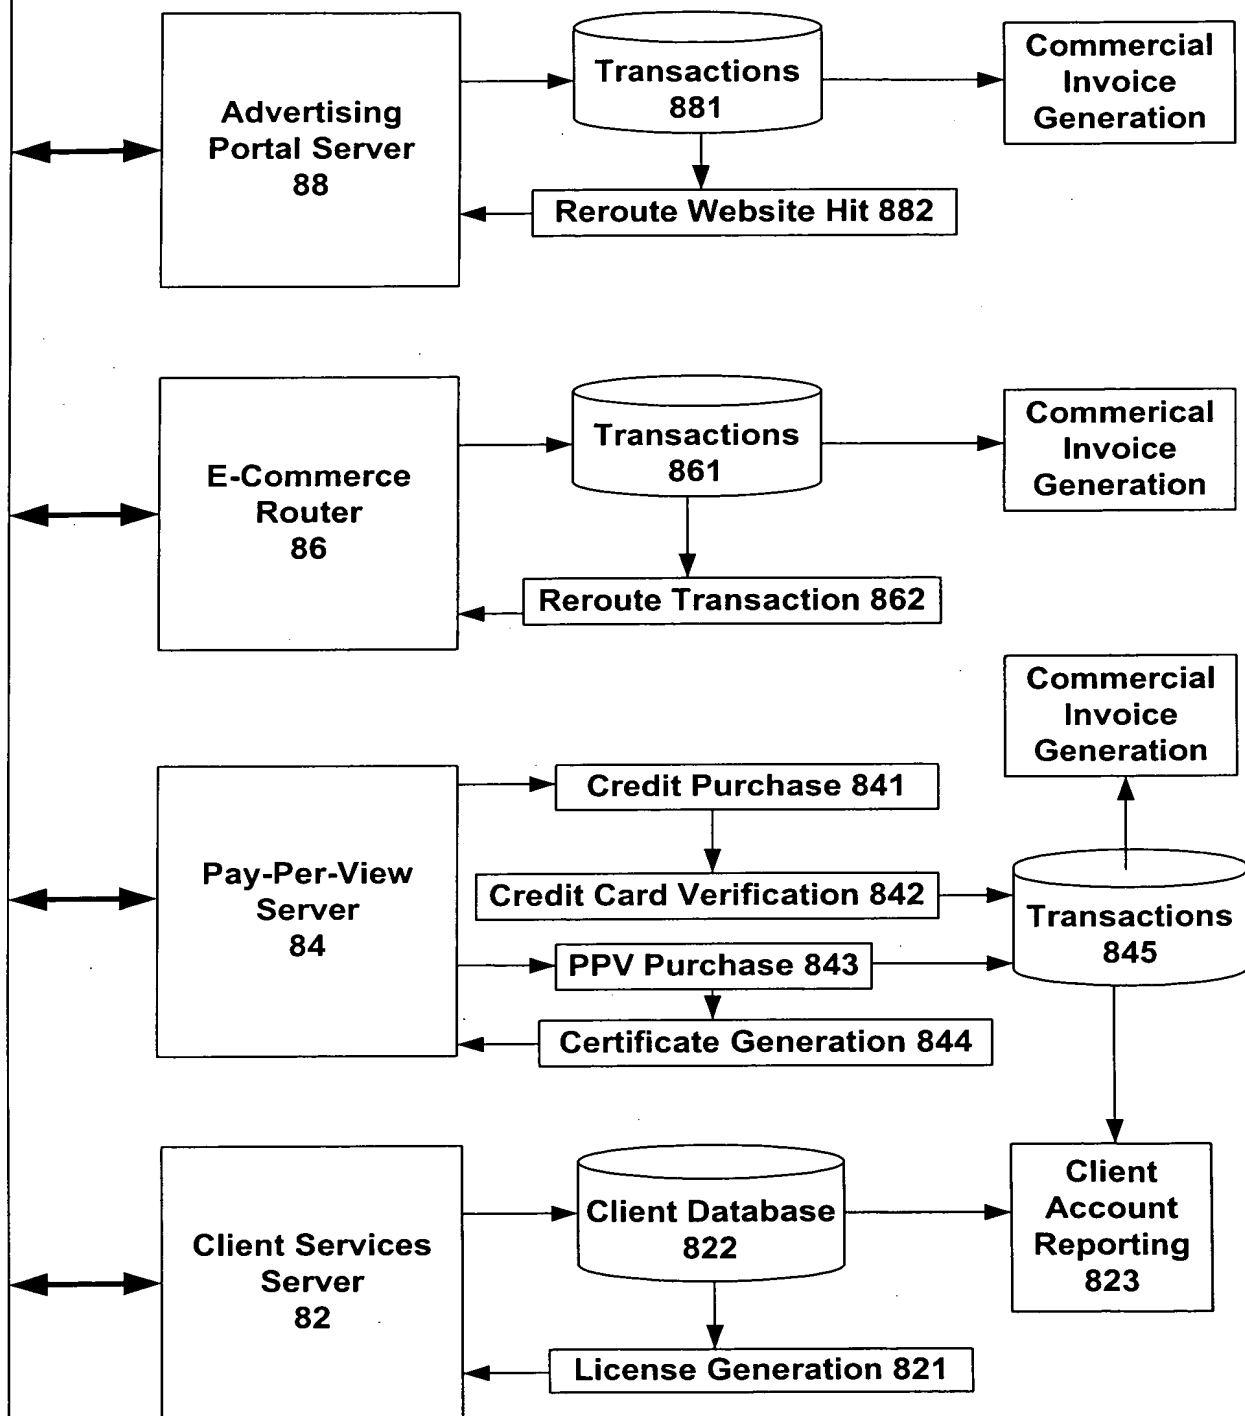 Advertising
Portal Server
88
Transactions
881
Commercial
Invoice
Generation
Reroute Website Hit 882
E-Commerce
Router
86
Transactions
861
Commerical
Invoice
Generation
Reroute Transaction 862
Commercial
Invoice
Generation
Pay-Per-View
Server
84
Credit Purchase 841
Credit Card Verification 842
PPV Purchase 843
Certificate Generation 844
Transactions
845
Client Services
Server
82
Client Database
822
License Generation 821
Client
Account
Reporting
823